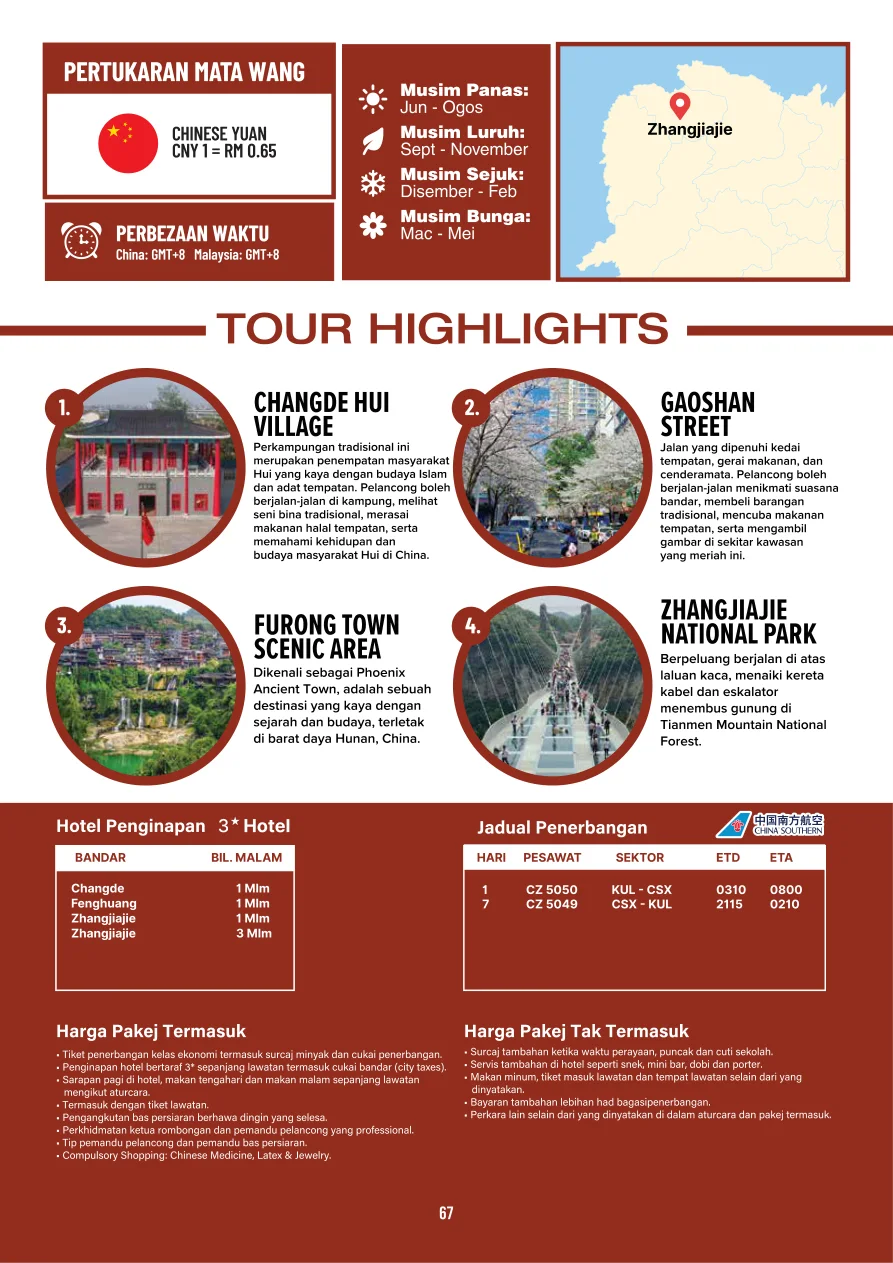 PERTUKARAN MATA WANG
CHINESE YUAN
CNY 1 = RM 0.65
PERBEZAAN WAKTU
China: GMT+8 Malaysia: GMT+8
Musim Panas:
Jun - Ogos
Musim Luruh:
Sept - November
Musim Sejuk:
Disember - Feb
Musim Bunga:
Mac - Mei
Zhangjiajie
TOUR HIGHLIGHTS
1.
CHANGDE HUI
VILLAGE
Perkampungan tradisional ini
merupakan penempatan masyarakat
Hui yang kaya dengan budaya Islam
dan adat tempatan. Pelancong boleh
berjalan-jalan di kampung, melihat
seni bina tradisional, merasai
makanan halal tempatan, serta
memahami kehidupan dan
budaya masyarakat Hui di China.
2.
GAOSHAN
STREET
Jalan yang dipenuhi kedai
tempatan, gerai makanan, dan
cenderamata. Pelancong boleh
berjalan-jalan menikmati suasana
bandar, membeli barangan
tradisional, mencuba makanan
tempatan, serta mengambil
gambar di sekitar kawasan
yang meriah ini.
3.
FURONG TOWN
SCENIC AREA
Dikenali sebagai Phoenix
Ancient Town, adalah sebuah
destinasi yang kaya dengan
sejarah dan budaya, terletak
di barat daya Hunan, China.
4.
ZHANGJIAJIE
NATIONAL PARK
Berpeluang berjalan di atas
laluan kaca, menaiki kereta
kabel dan eskalator
menembus gunung di
Tianmen Mountain National
Forest.
Hotel Penginapan 3★ Hotel
BANDAR BIL. MALAM
Changde 1 Mlm
Fenghuang 1 Mlm
Zhangjiajie 1 Mlm
Zhangjiajie 3 Mlm
Jadual Penerbangan
中国南方航空
CHINA SOUTHERN
HARI PESAWAT SEKTOR ETD ETA
1 CZ 5050 KUL - CSX 0310 0800
7 CZ 5049 CSX - KUL 2115 0210
Harga Pakej Termasuk
• Tiket penerbangan kelas ekonomi termasuk surcaj minyak dan cukai penerbangan.
• Penginapan hotel bertaraf 3* sepanjang lawatan termasuk cukai bandar (city taxes).
• Sarapan pagi di hotel, makan tengahari dan makan malam sepanjang lawatan
mengikut aturcara.
• Termasuk dengan tiket lawatan.
• Pengangkutan bas persiaran berhawa dingin yang selesa.
• Perkhidmatan ketua rombongan dan pemandu pelancong yang professional.
• Tip pemandu pelancong dan pemandu bas persiaran.
• Compulsory Shopping: Chinese Medicine, Latex & Jewelry.
Harga Pakej Tak Termasuk
• Surcaj tambahan ketika waktu perayaan, puncak dan cuti sekolah.
• Servis tambahan di hotel seperti snek, mini bar, dobi dan porter.
• Makan minum, tiket masuk lawatan dan tempat lawatan selain dari yang
dinyatakan.
• Bayaran tambahan lebihan had bagasipenerbangan.
• Perkara lain selain dari yang dinyatakan di dalam aturcara dan pakej termasuk.
67